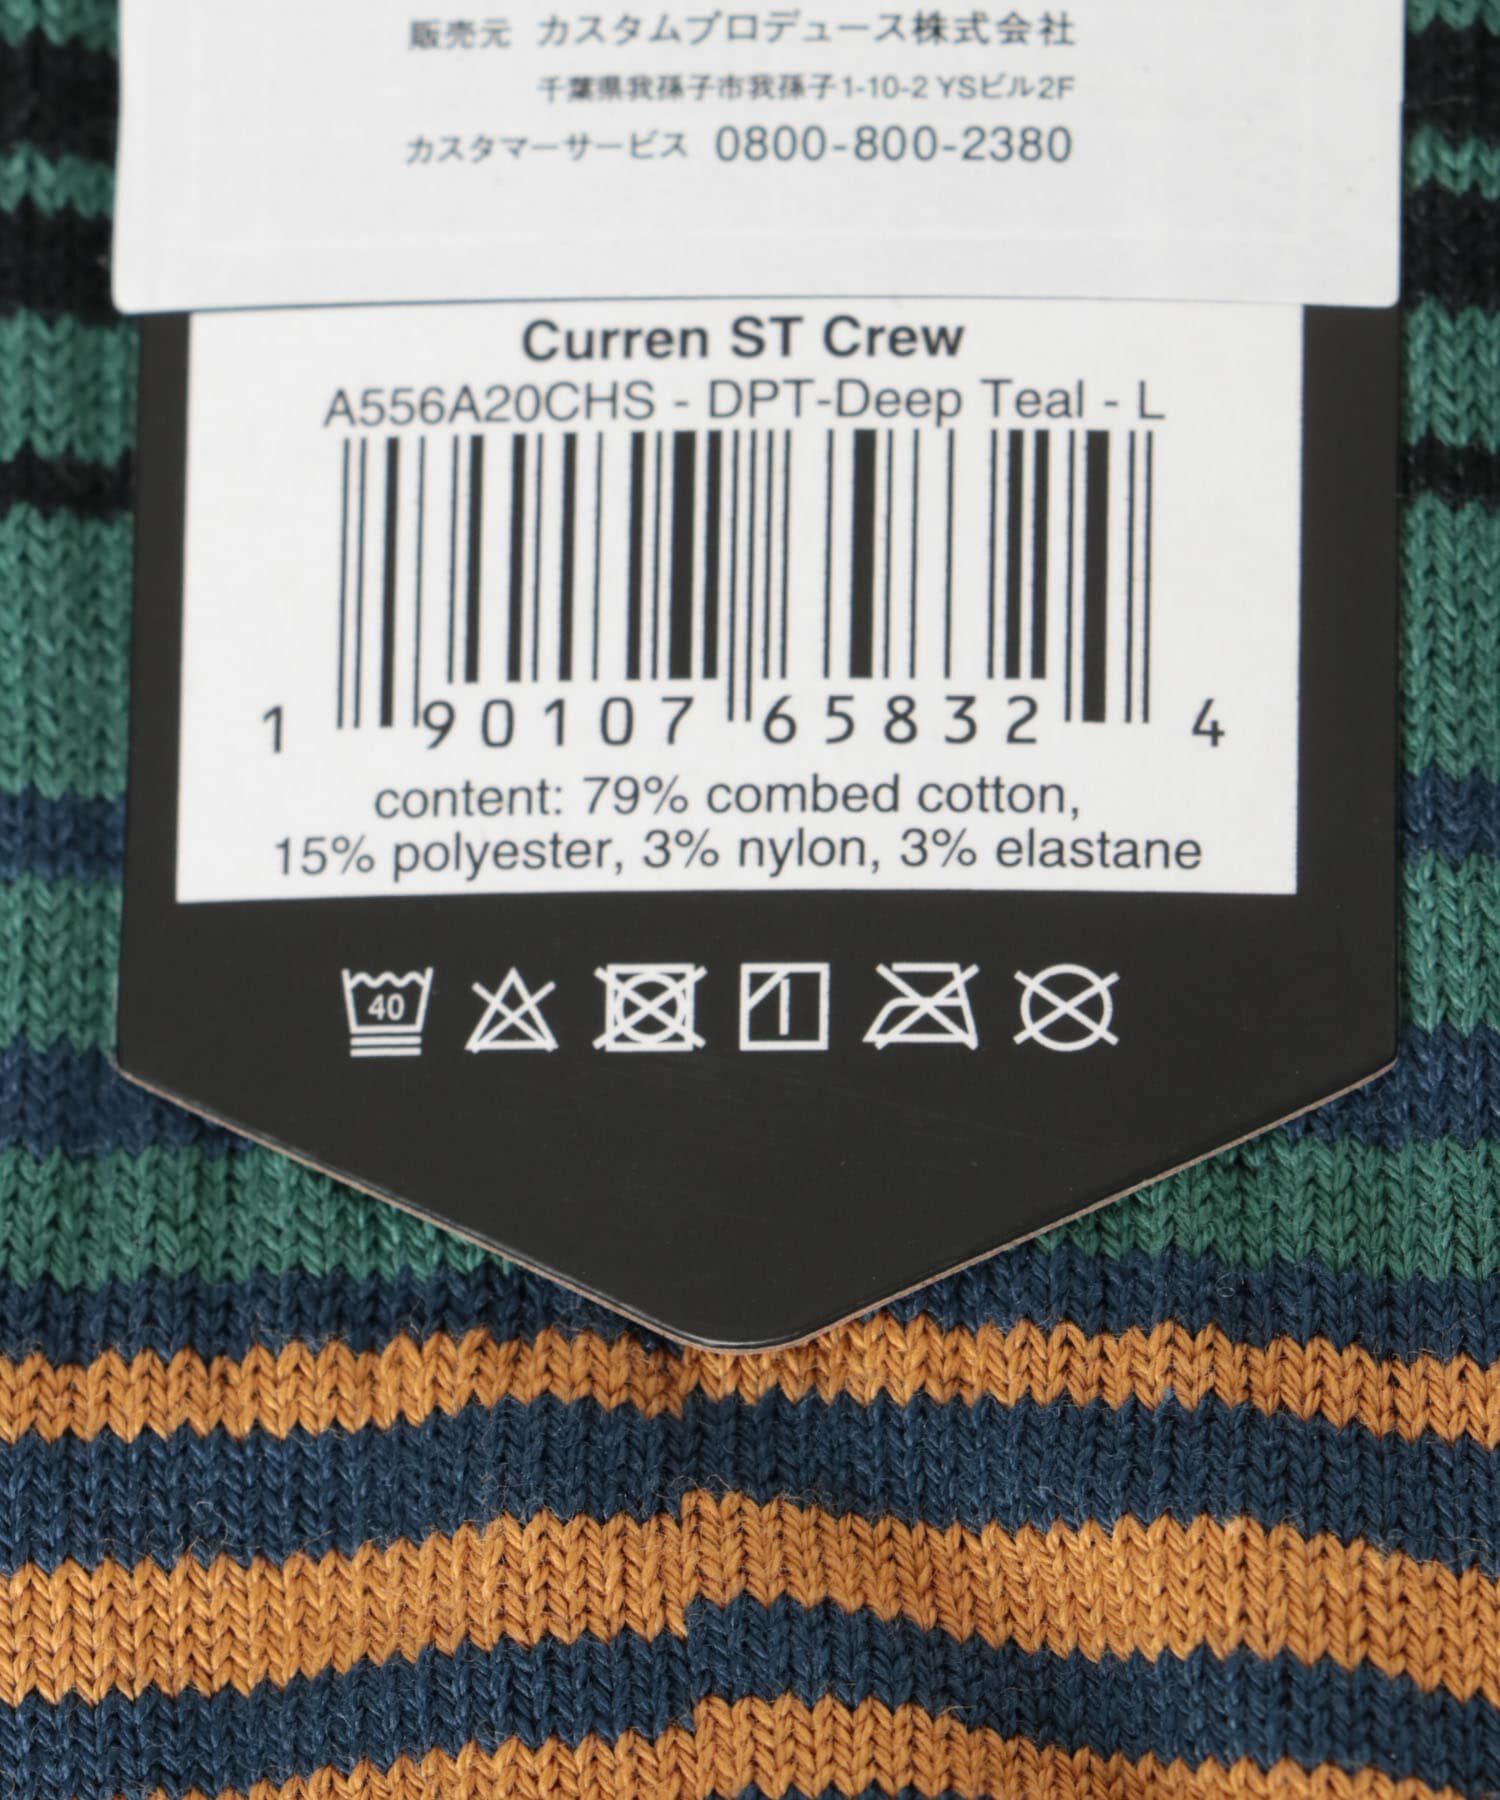 販売元 カスタムプロデュース株式会社
千葉県我孫子市我孫子1-10-2 YSビル2F
カスタマーサービス 0800-800-2380
Curren ST Crew
A556A20CHS - DPT-Deep Teal - L
1 90107 65832 4
content: 79% combed cotton,
15% polyester, 3% nylon, 3% elastane
40